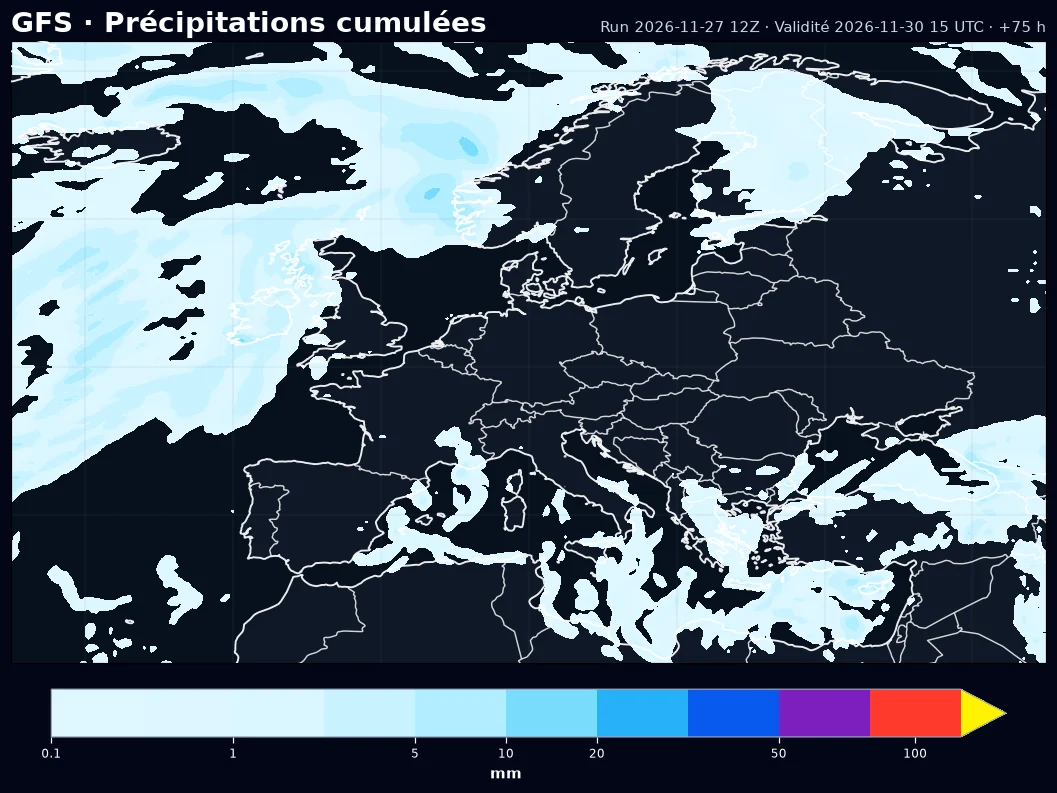 GFS · Précipitations cumulées
Run 2026-11-27 12Z · Validité 2026-11-30 15 UTC · +75 h
0.1 1 5 10 20 50 100
mm